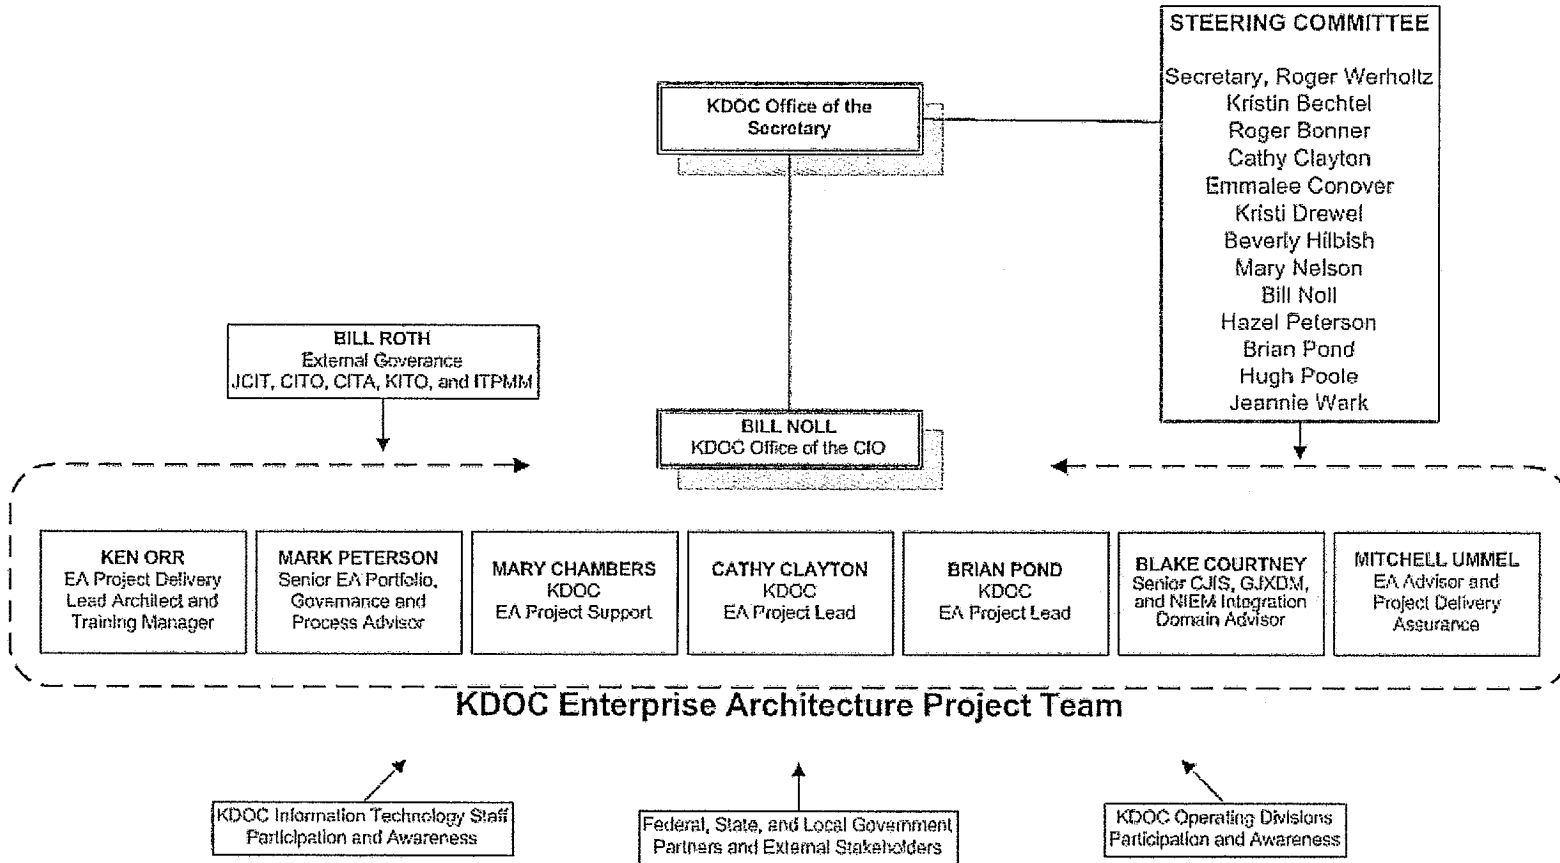 STEERING COMMITTEE
Secretary, Roger Werholtz
Kristin Bechtel
Roger Bonner
Cathy Clayton
Emmalee Conover
Kristi Drewel
Beverly Hilbish
Mary Nelson
Bill Noll
Hazel Peterson
Brian Pond
Hugh Poole
Jeannie Wark
KDOC Office of the
Secretary
BILL ROTH
External Goverance
JCIT, CITO, CITA, KITO, and ITPMM
BILL NOLL
KDOC Office of the CIO
KEN ORR
EA Project Delivery
Lead Architect and
Training Manager
MARK PETERSON
Senior EA Portfolio,
Governance and
Process Advisor
MARY CHAMBERS
KDOC
EA Project Support
CATHY CLAYTON
KDOC
EA Project Lead
BRIAN POND
KDOC
EA Project Lead
BLAKE COURTNEY
Senior CJIS, GJXDM,
and NIEM Integration
Domain Advisor
MITCHELL UMMEL
EA Advisor and
Project Delivery
Assurance
KDOC Enterprise Architecture Project Team
KDOC Information Technology Staff
Participation and Awareness
Federal, State, and Local Government
Partners and External Stakeholders
KDOC Operating Divisions
Participation and Awareness